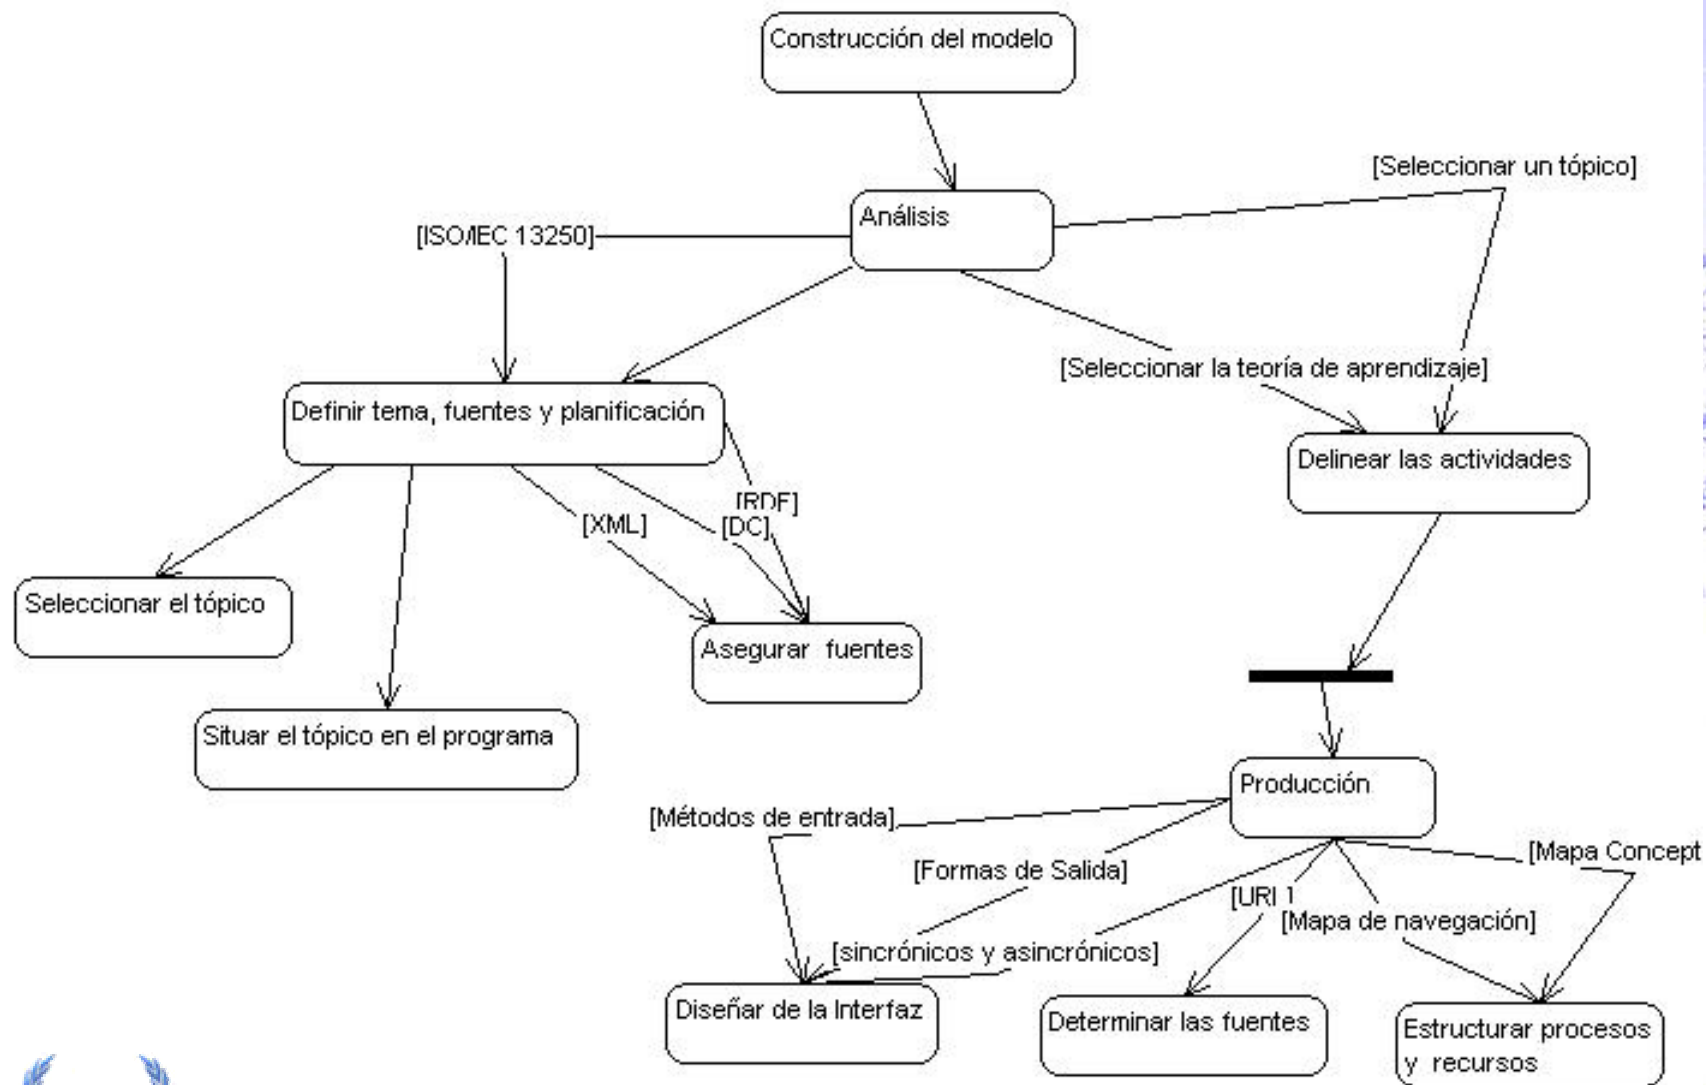 Construcción del modelo
[Seleccionar un tópico]
Análisis
[ISO/IEC 13250]
[Seleccionar la teoría de aprendizaje]
Definir tema, fuentes y planificación
Delinear las actividades
[RDF]
[XML]
[DC]
Seleccionar el tópico
Asegurar fuentes
Situar el tópico en el programa
Producción
[Métodos de entrada]
[Mapa Concept
[Formas de Salida]
[URL]
[Mapa de navegación]
[sincrónicos y asincrónicos]
Diseñar de la Interfaz
Determinar las fuentes
Estructurar procesos
y recursos